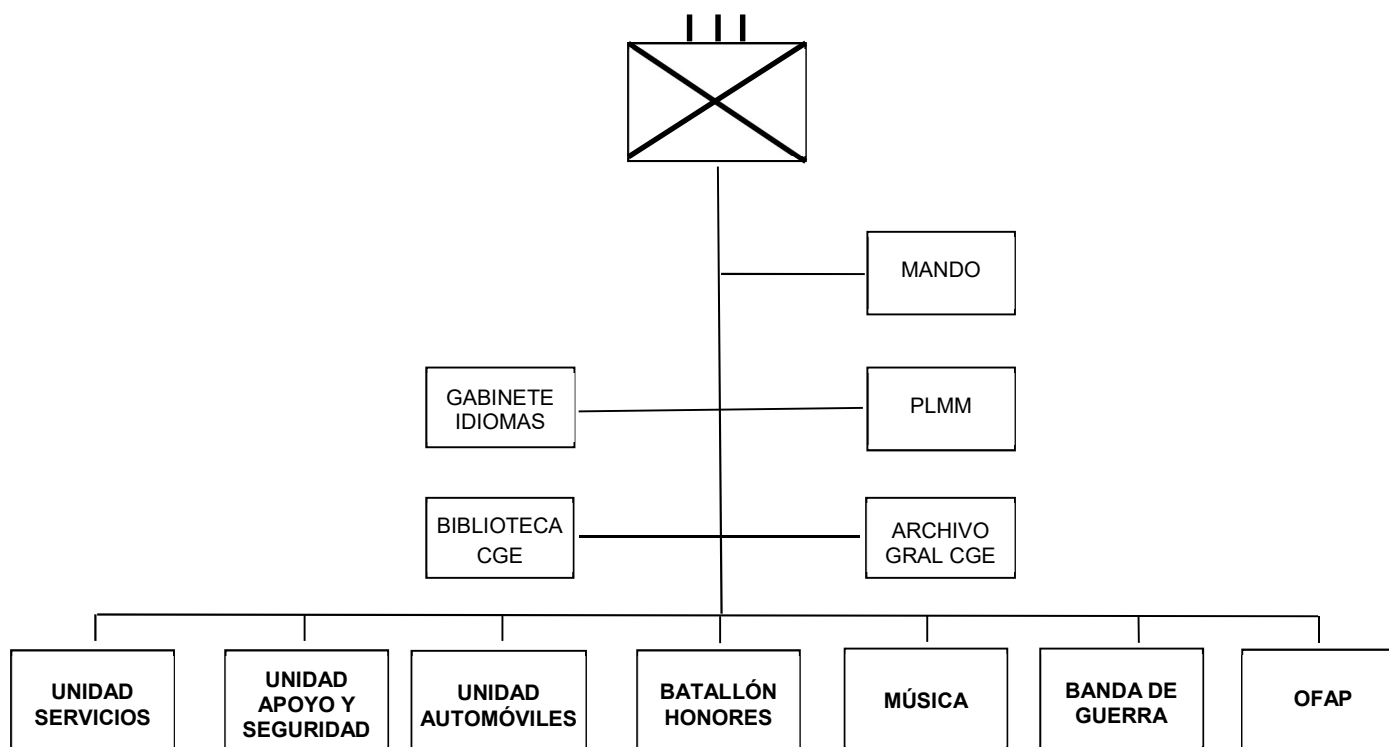 MANDO
GABINETE
IDIOMAS
PLMM
BIBLIOTECA
CGE
ARCHIVO
GRAL CGE
UNIDAD
SERVICIOS
UNIDAD
APOYO Y
SEGURIDAD
UNIDAD
AUTOMÓVILES
BATALLÓN
HONORES
MÚSICA
BANDA DE
GUERRA
OFAP